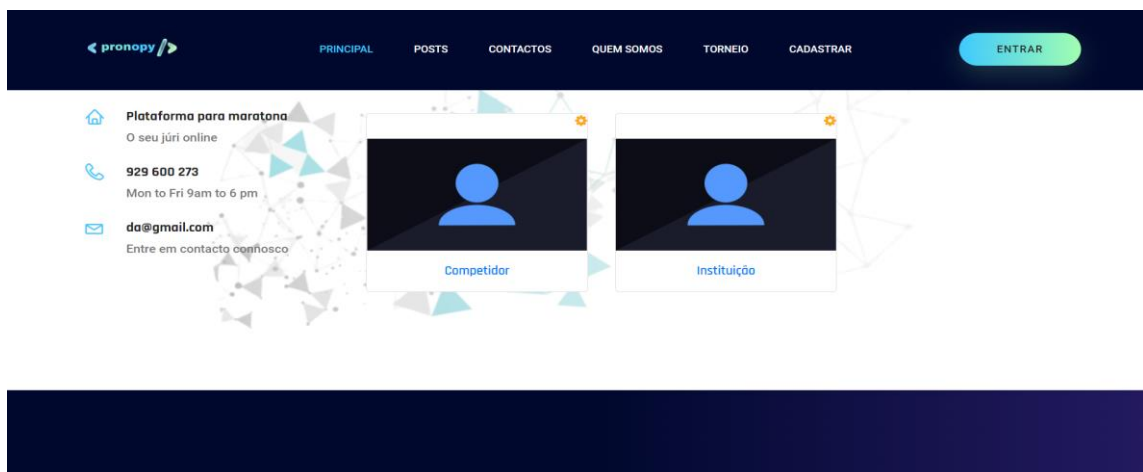 < pronopy />
PRINCIPAL
POSTS
CONTACTOS
QUEM SOMOS
TORNEIO
CADASTRAR
ENTRAR
Plataforma para maratona
O seu júri online
929 600 273
Mon to Fri 9am to 6 pm
da@gmail.com
Entre em contacto connosco
Competidor
Instituição